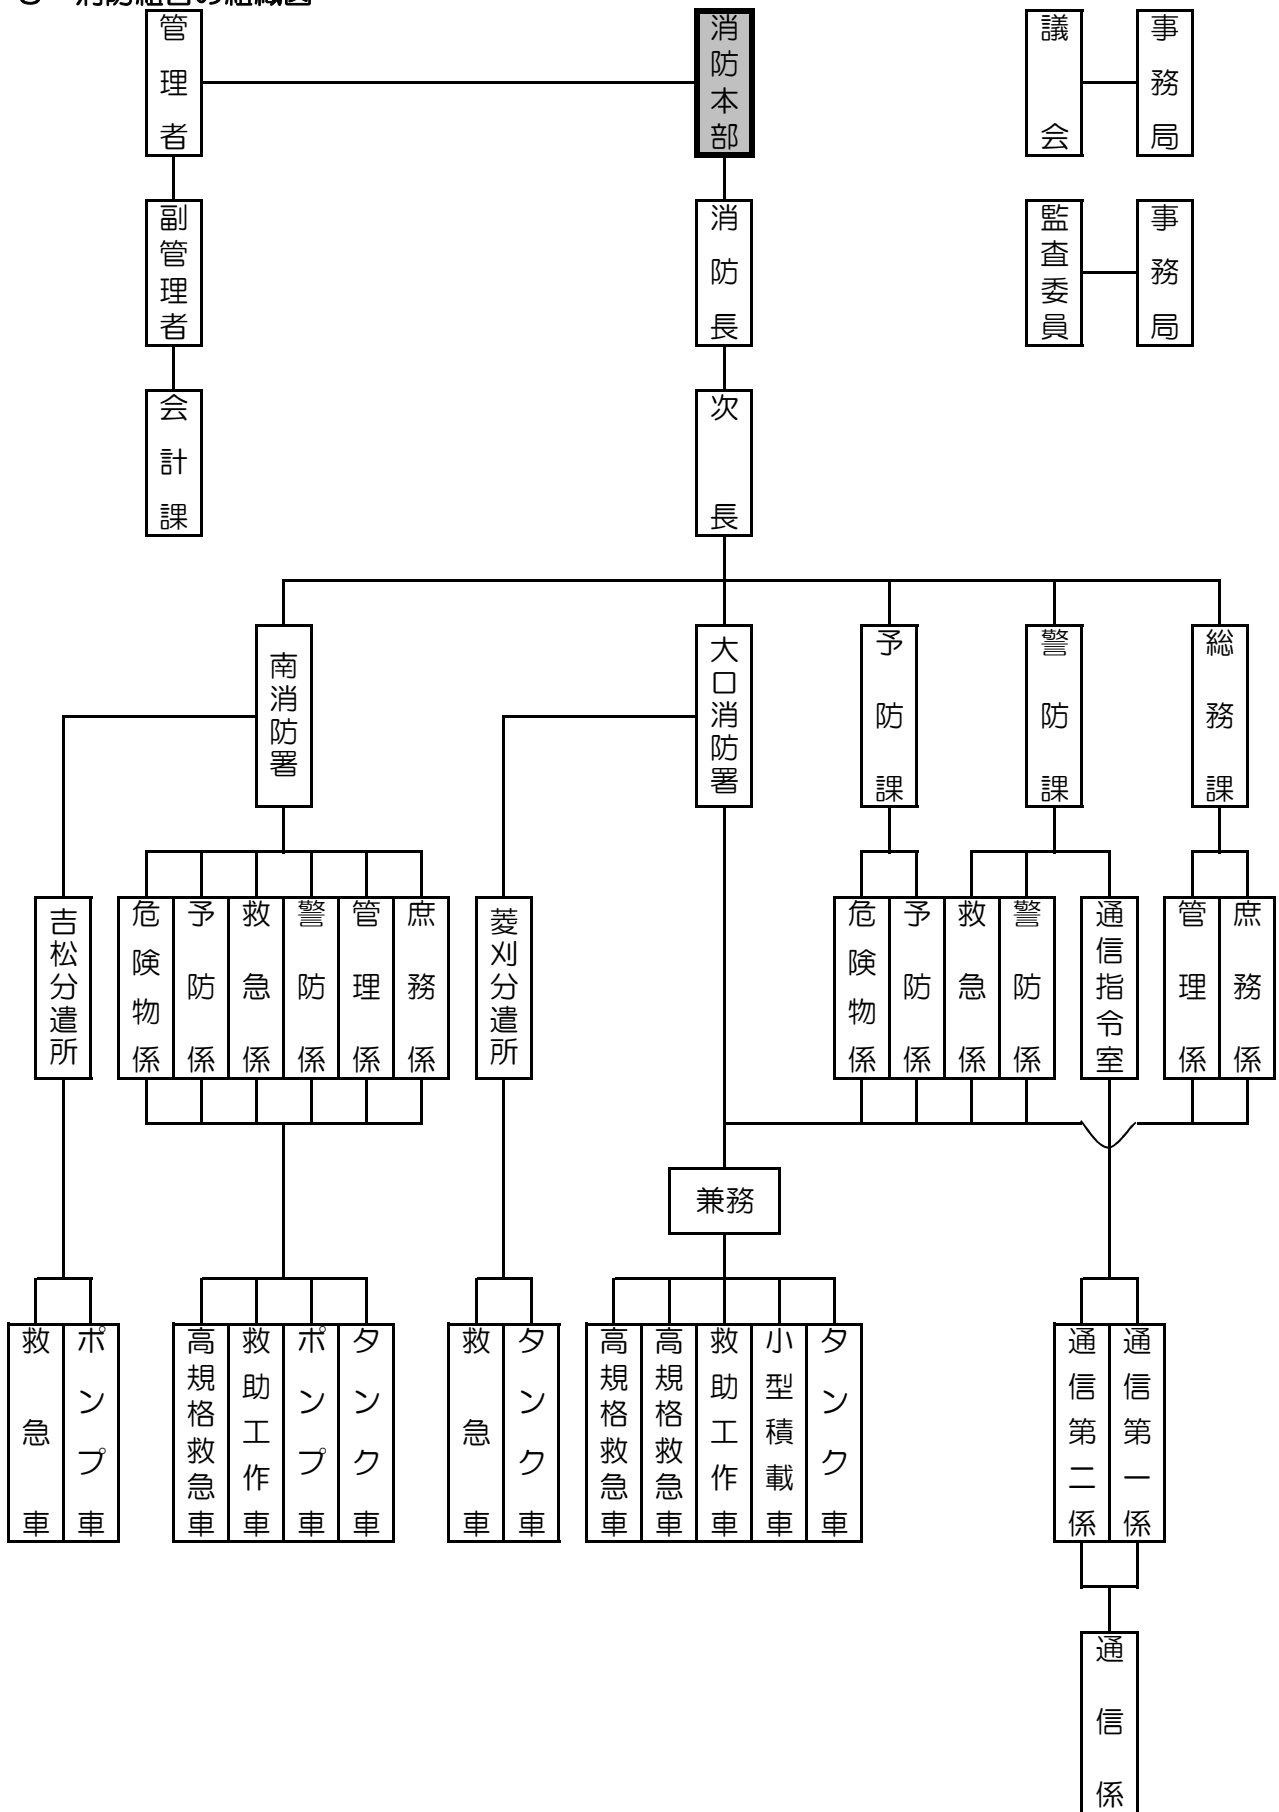 消防組合の組織図
管理者
消防本部
議会
事務局
副管理者
消防長
監査委員
事務局
会計課
次長
南消防署
大口消防署
予防課
警防課
総務課
吉松分遣所
危険物係
予防係
救急係
警防係
管理係
庶務係
菱刈分遣所
危険物係
予防係
救急係
警防係
通信指令室
管理係
庶務係
兼務
救急車
ポンプ車
高規格救急車
救助工作車
ポンプ車
タンク車
救急車
タンク車
高規格救急車
高規格救急車
救助工作車
小型積載車
タンク車
通信第二係
通信第一係
通信係